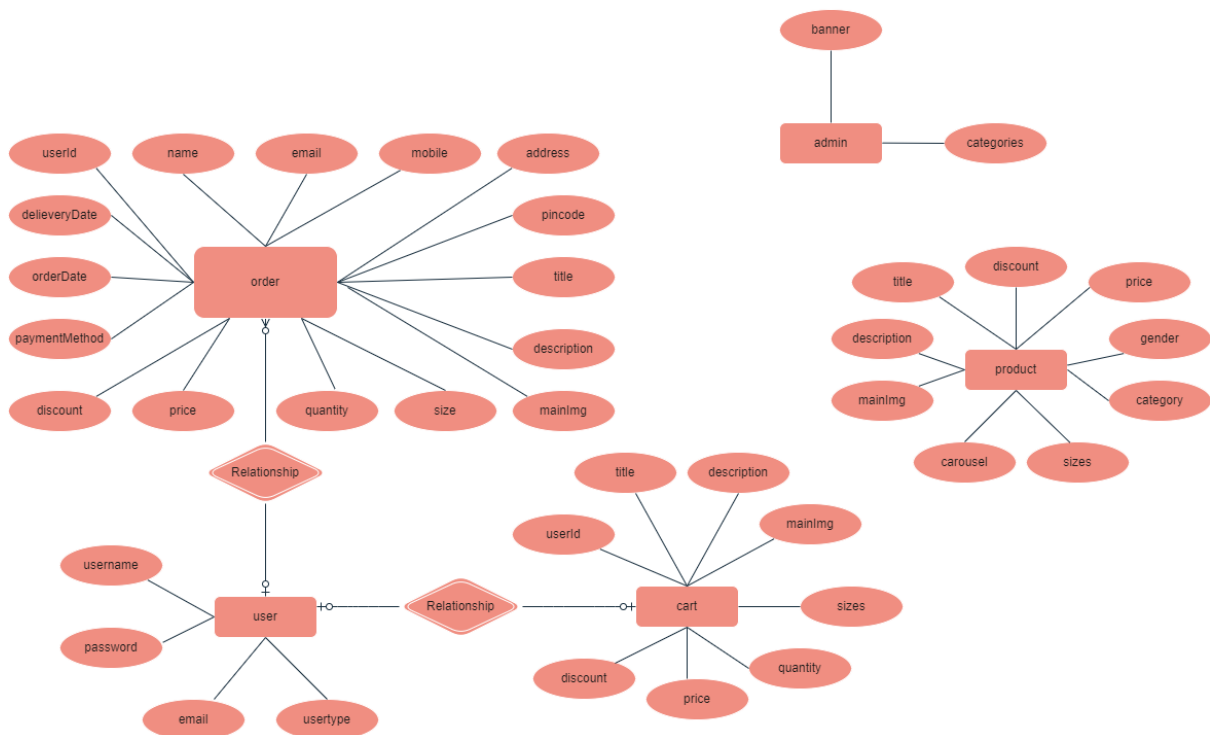 banner
admin
categories
userId
name
email
mobile
address
delieveryDate
pincode
orderDate
order
title
paymentMethod
description
discount
price
quantity
size
mainImg
title
discount
price
description
gender
product
mainImg
category
carousel
sizes
Relationship
title
description
userId
mainImg
username
user
Relationship
cart
sizes
password
discount
price
quantity
email
usertype